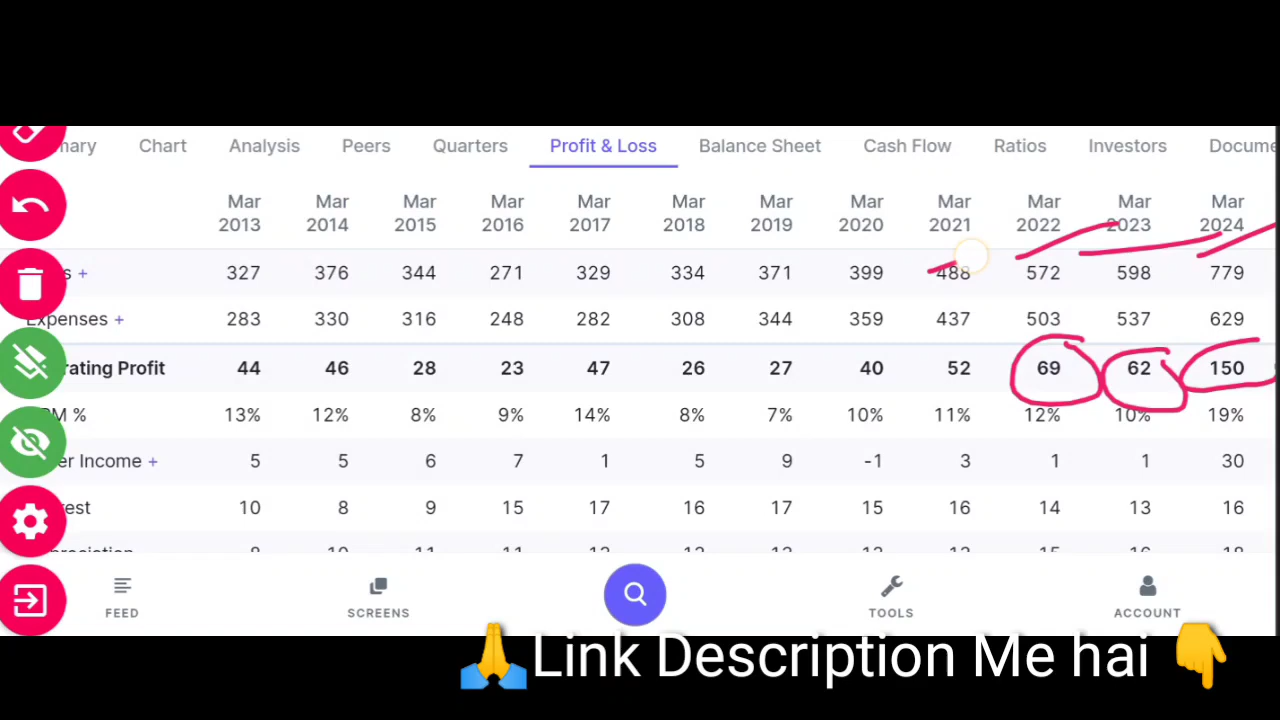 mary Chart Analysis Peers Quarters Profit & Loss Balance Sheet Cash Flow Ratios Investors Docume
Mar 2013 Mar 2014 Mar 2015 Mar 2016 Mar 2017 Mar 2018 Mar 2019 Mar 2020 Mar 2021 Mar 2022 Mar 2023 Mar 2024
s + 327 376 344 271 329 334 371 399 488 572 598 779
Expenses + 283 330 316 248 282 308 344 359 437 503 537 629
rating Profit 44 46 28 23 47 26 27 40 52 69 62 150
PM % 13% 12% 8% 9% 14% 8% 7% 10% 11% 12% 10% 19%
er Income + 5 5 6 7 1 5 9 -1 3 1 1 30
rest 10 8 9 15 17 16 17 15 16 14 13 16
FEED SCREENS TOOLS ACCOUNT
🙏Link Description Me hai 👇